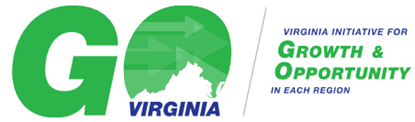 GO
VIRGINIA
VIRGINIA INITIATIVE FOR
GROWTH &
OPPORTUNITY
IN EACH REGION